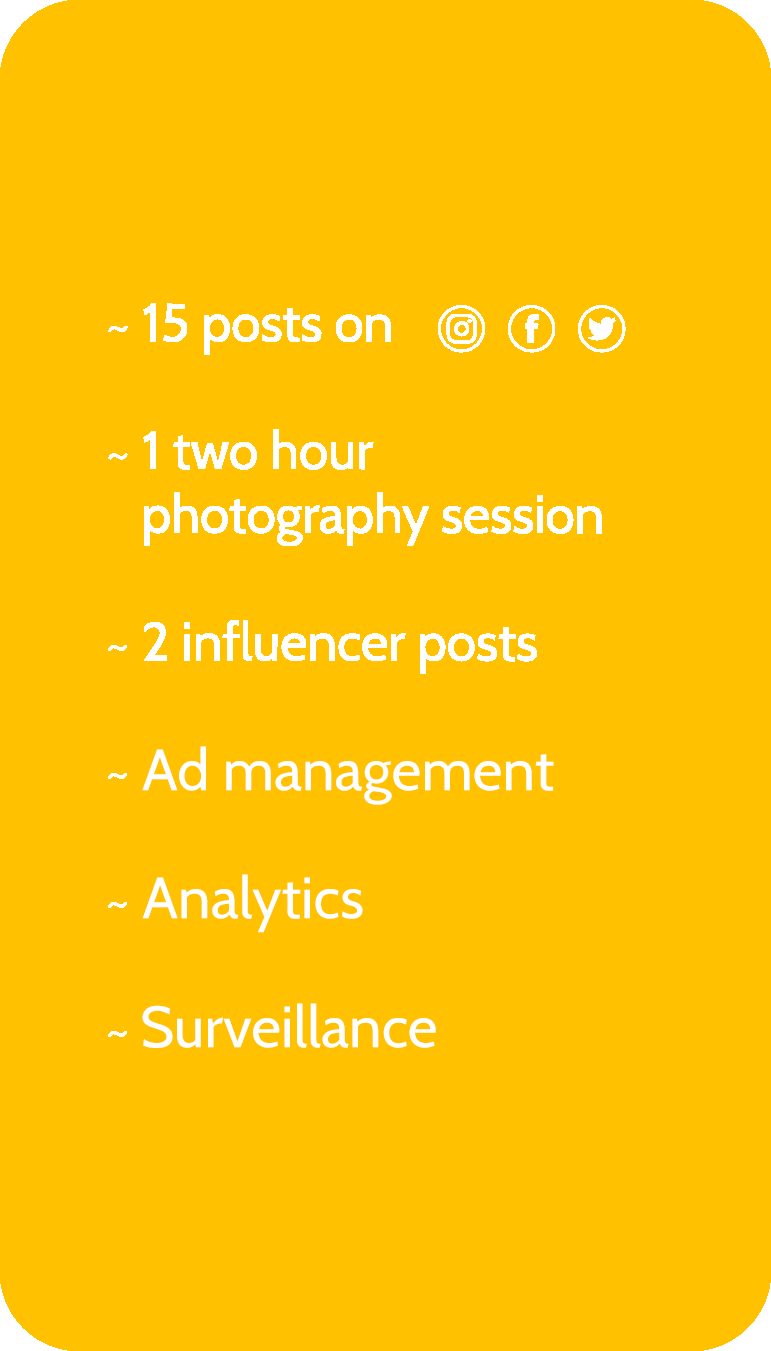 ~ 15 posts on
~ 1 two hour
photography session
~ 2 influencer posts
~ Ad management
~ Analytics
~ Surveillance